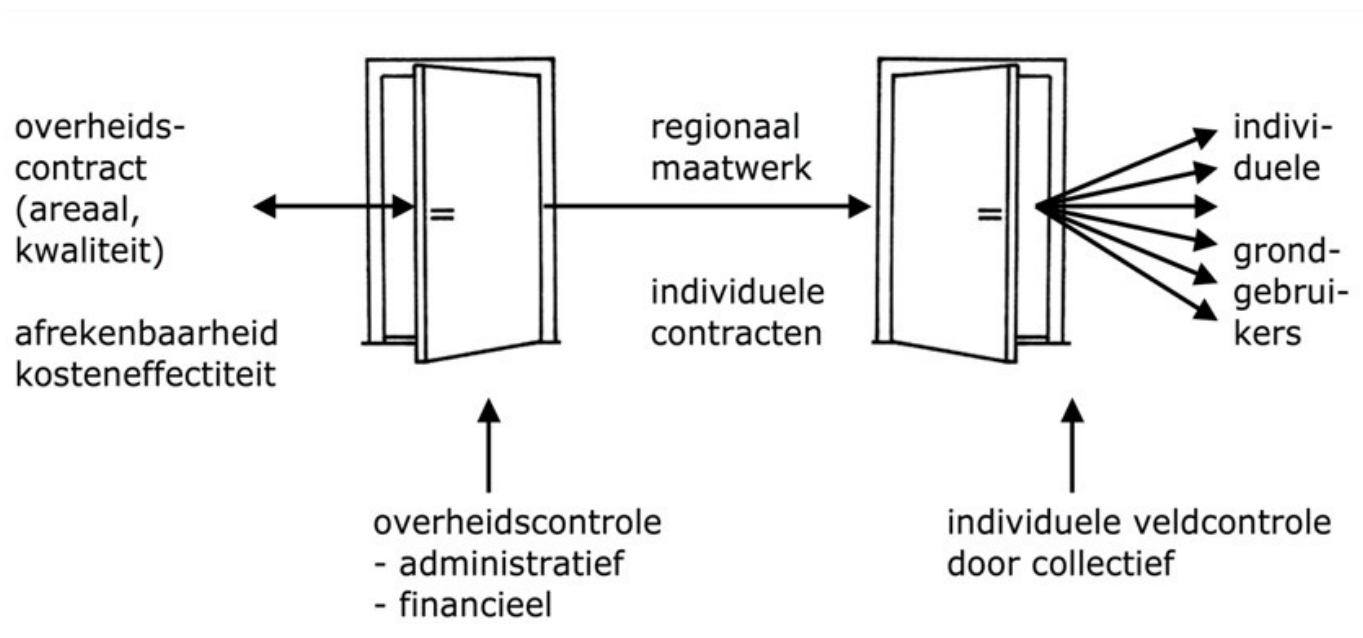 overheids-
contract
(areaal,
kwaliteit)
afrekenbaarheid
kosteneffectiteit
regionaal
maatwerk
individuele
contracten
indivi-
duele
grond-
gebrui-
kers
overheidscontrole
- administratief
- financieel
individuele veldcontrole
door collectief